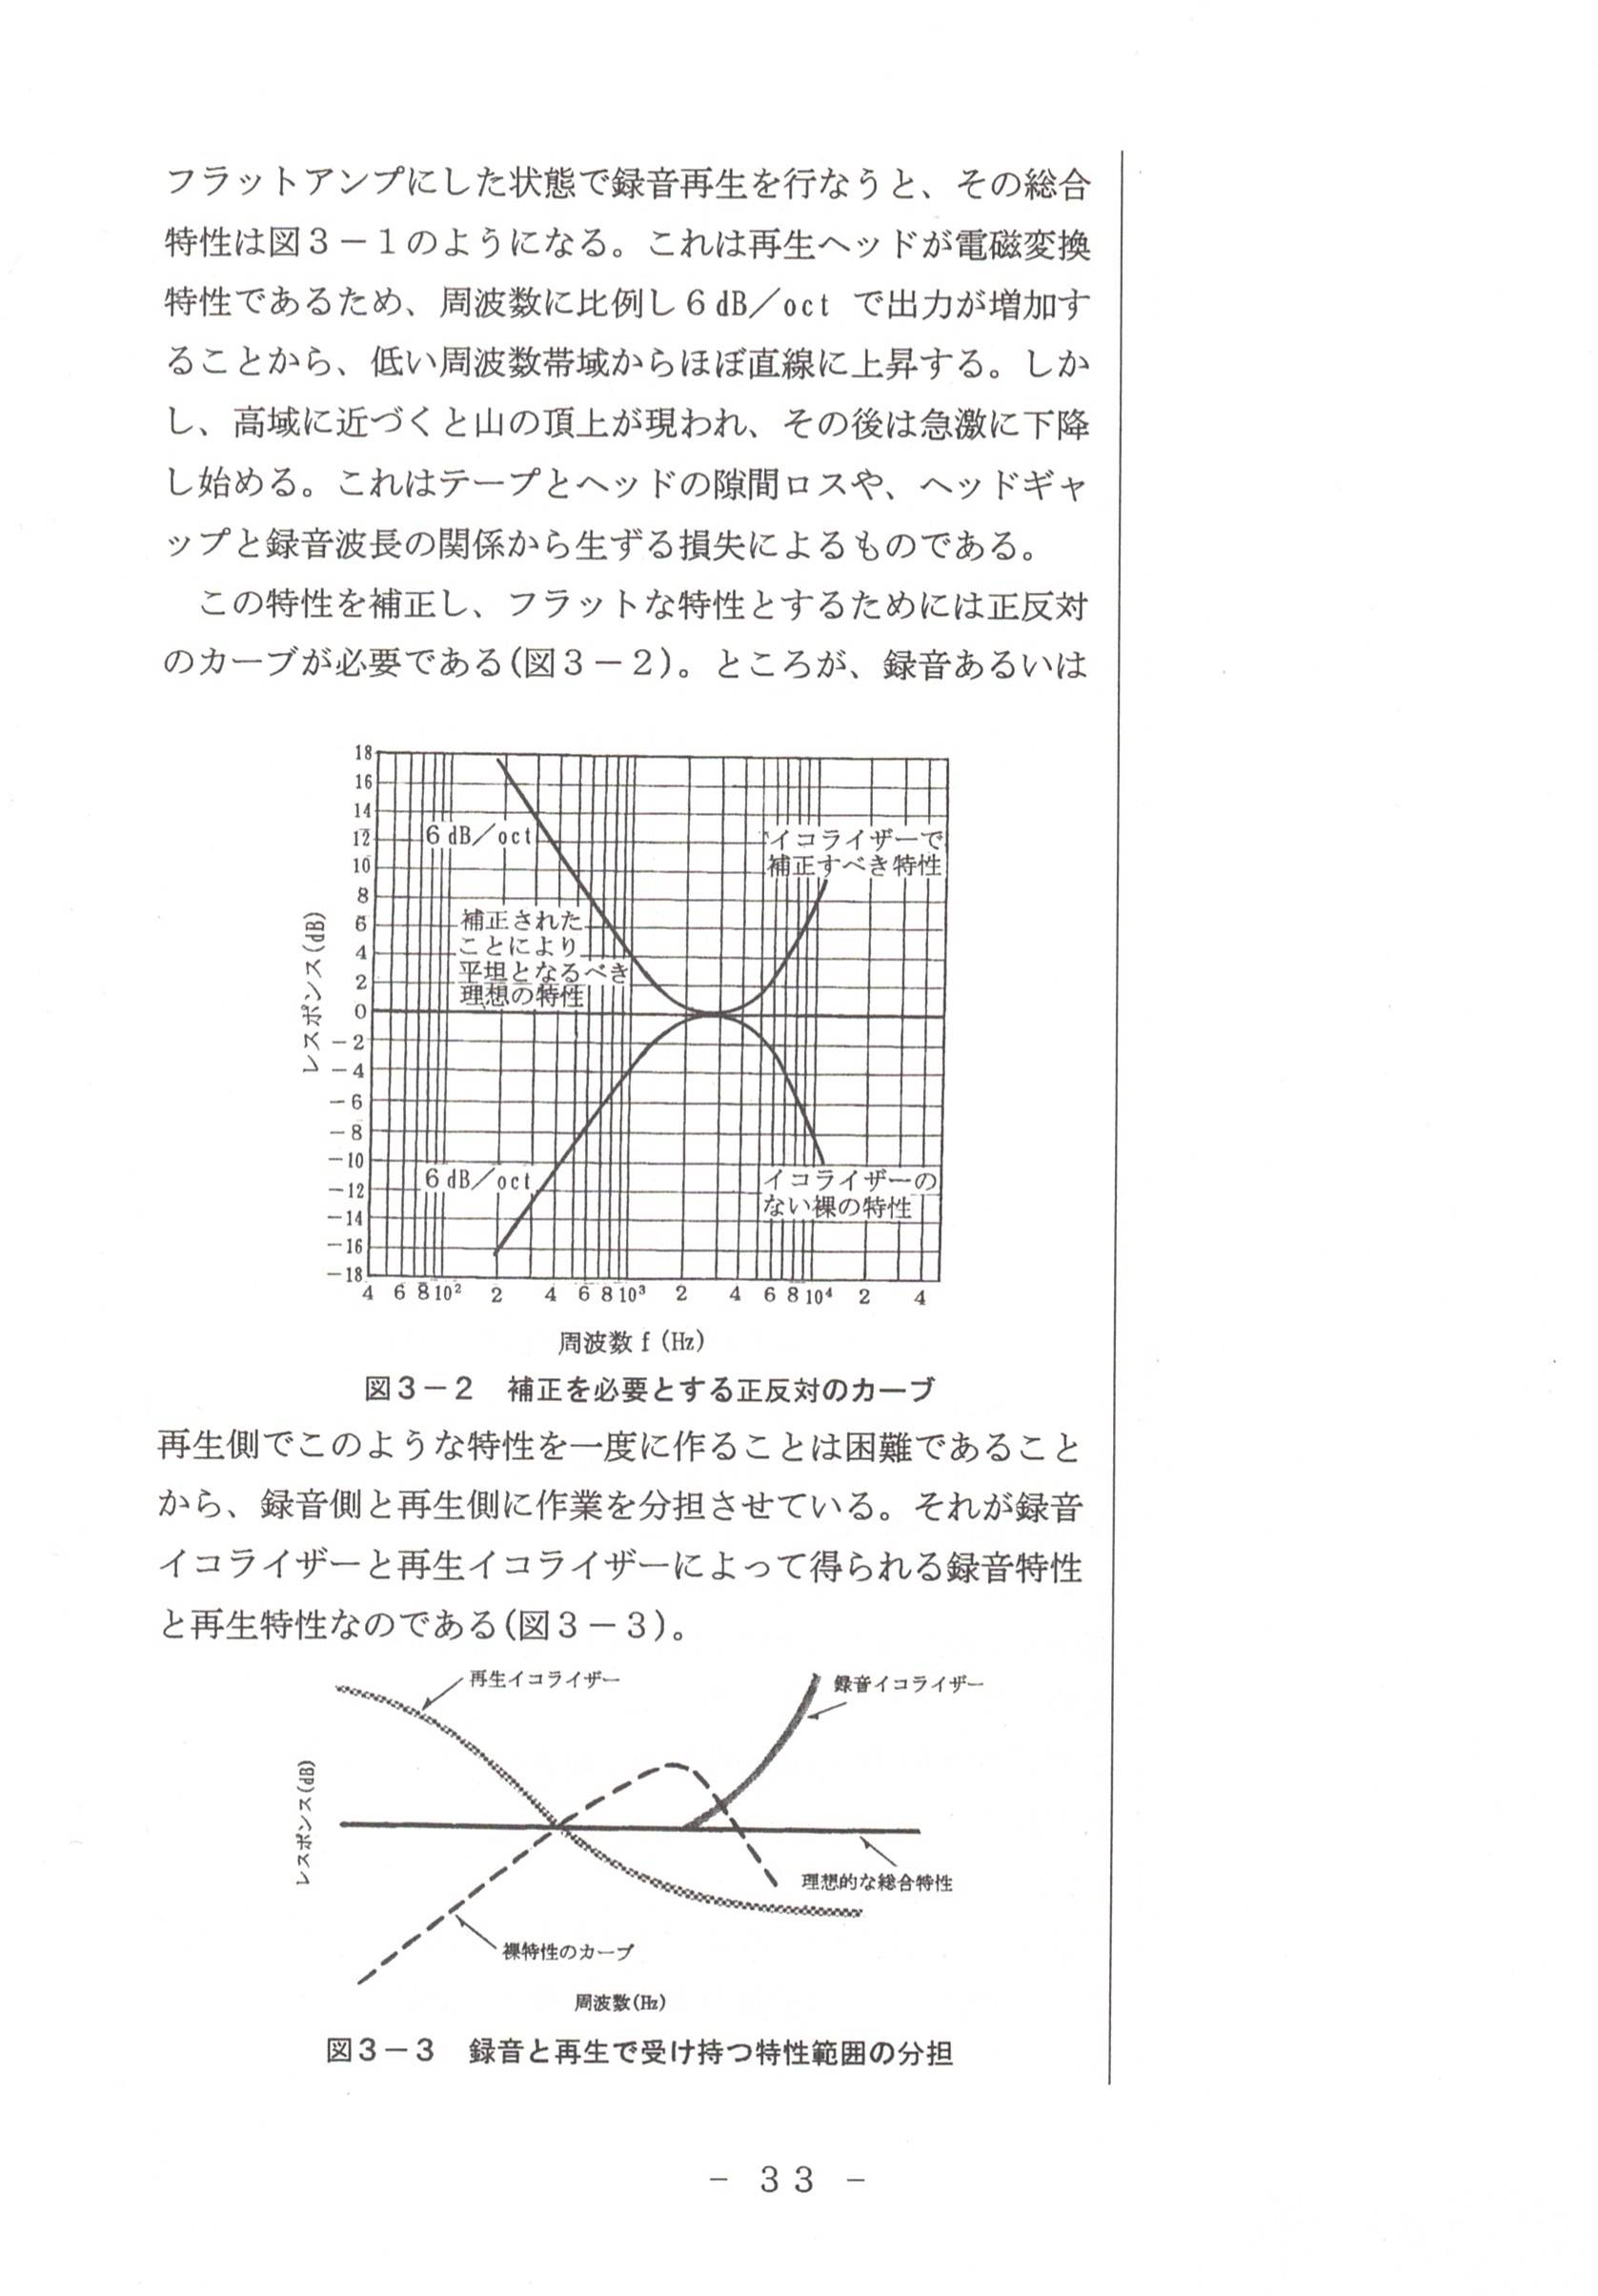 フラットアンプにした状態で録音再生を行なうと、その総合
特性は図3－1のようになる。これは再生ヘッドが電磁変換
特性であるため、周波数に比例し6dB／oct で出力が増加す
ることから、低い周波数帯域からほぼ直線に上昇する。しか
し、高域に近づくと山の頂上が現われ、その後は急激に下降
し始める。これはテープとヘッドの隙間ロスや、ヘッドギャ
ップと録音波長の関係から生ずる損失によるものである。
この特性を補正し、フラットな特性とするためには正反対
のカーブが必要である(図3－2)。ところが、録音あるいは
レスポンス(dB)
18
16
14
12
10
8
6
4
2
0
－2
－4
－6
－8
－10
－12
－14
－16
－18
6 dB／oct
イコライザーで
補正すべき特性
補正された
ことにより
平坦となるべき
理想の特性
6 dB／oct
イコライザーの
ない裸の特性
4 6 8 10² 2 4 6 8 10³ 2 4 6 8 10⁴ 2 4
周波数 f (Hz)
図3－2　補正を必要とする正反対のカーブ
再生側でこのような特性を一度に作ることは困難であること
から、録音側と再生側に作業を分担させている。それが録音
イコライザーと再生イコライザーによって得られる録音特性
と再生特性なのである(図3－3)。
再生イコライザー
録音イコライザー
レスポンス(dB)
理想的な総合特性
裸特性のカーブ
周波数(Hz)
図3－3　録音と再生で受け持つ特性範囲の分担
－ 33 －